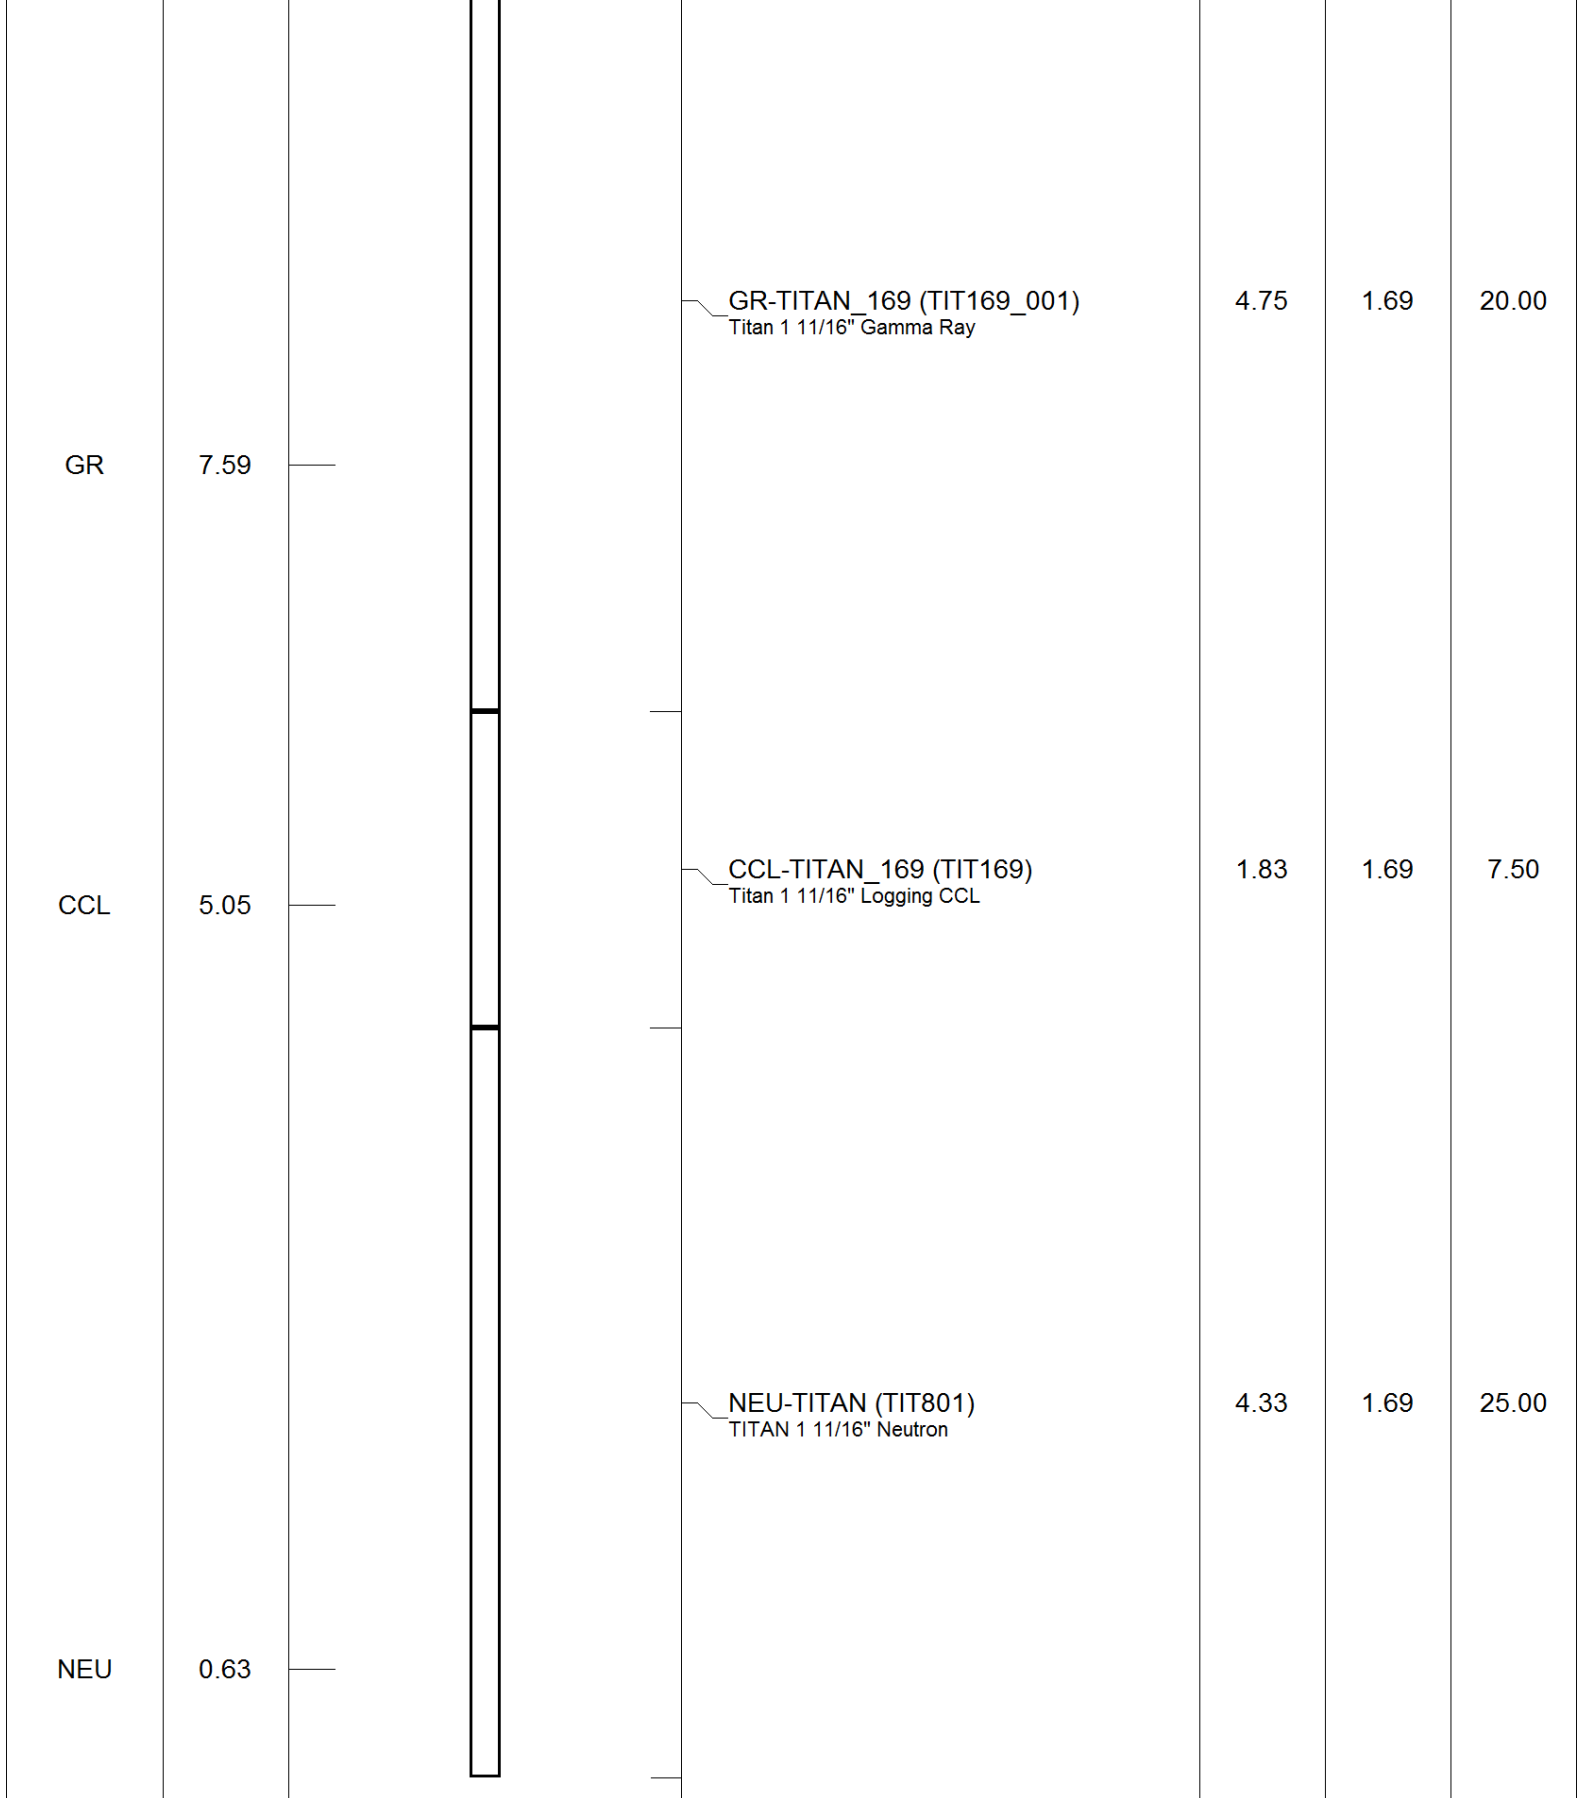 GR-TITAN_169 (TIT169_001) 4.75 1.69 20.00
Titan 1 11/16" Gamma Ray
GR 7.59
CCL-TITAN_169 (TIT169) 1.83 1.69 7.50
Titan 1 11/16" Logging CCL
CCL 5.05
NEU-TITAN (TIT801) 4.33 1.69 25.00
TITAN 1 11/16" Neutron
NEU 0.63